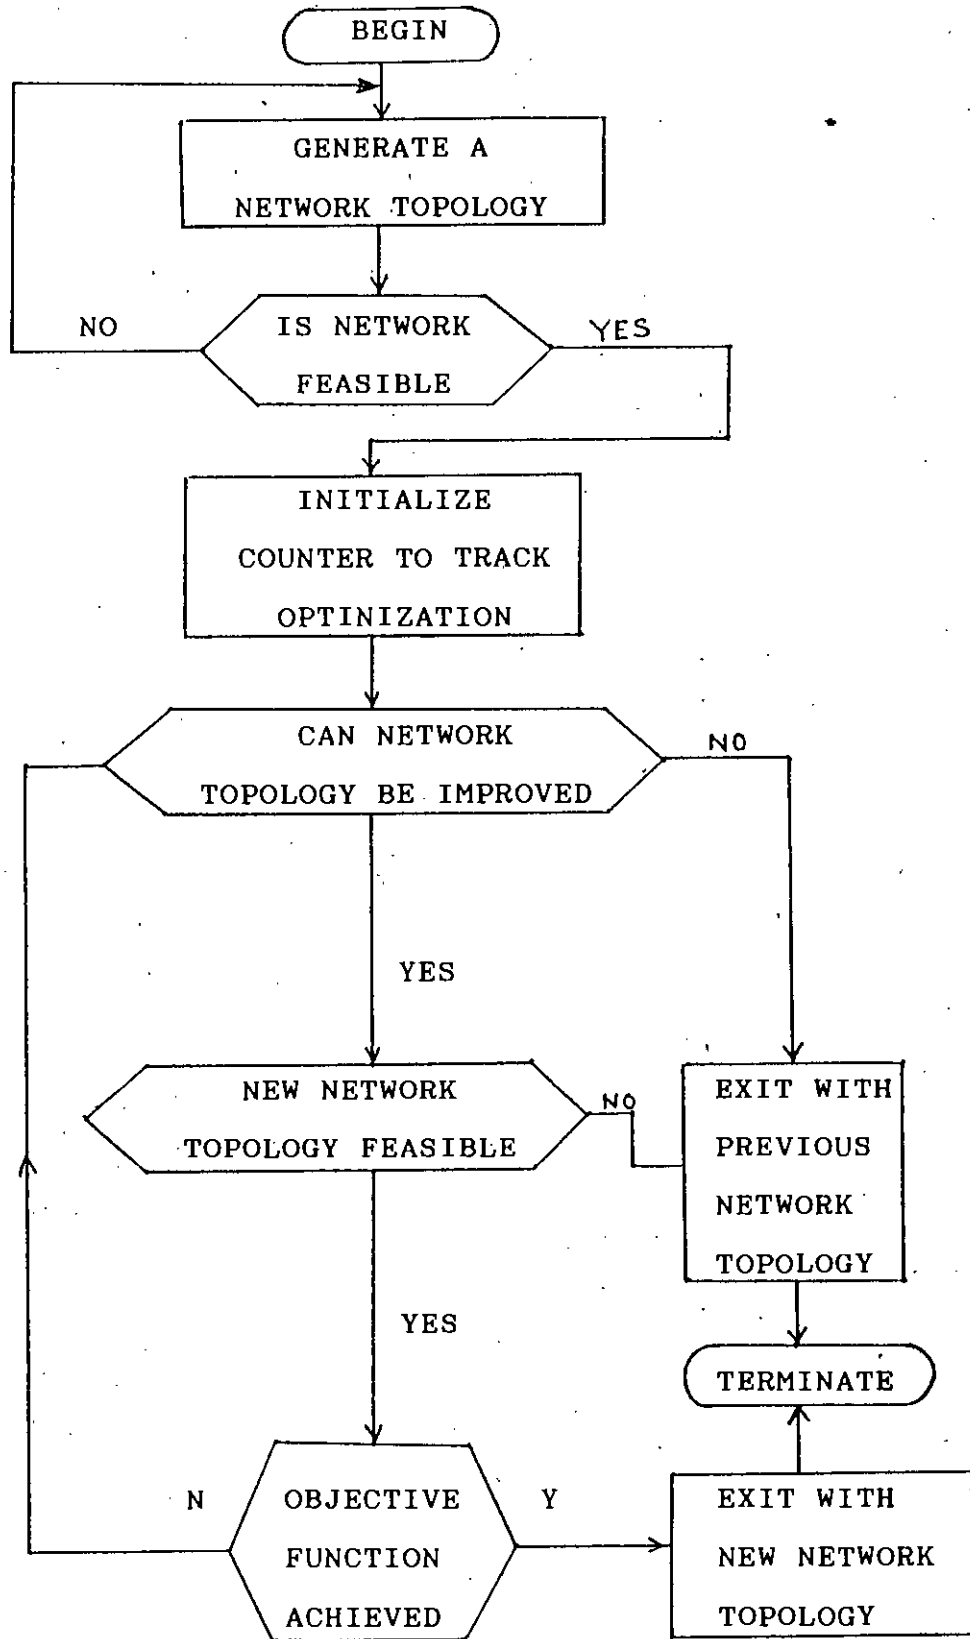 BEGIN
GENERATE A
NETWORK TOPOLOGY
NO
IS NETWORK
FEASIBLE
YES
INITIALIZE
COUNTER TO TRACK
OPTINIZATION
CAN NETWORK
TOPOLOGY BE IMPROVED
NO
YES
NEW NETWORK
TOPOLOGY FEASIBLE
NO
EXIT WITH
PREVIOUS
NETWORK
TOPOLOGY
YES
TERMINATE
N
OBJECTIVE
FUNCTION
ACHIEVED
Y
EXIT WITH
NEW NETWORK
TOPOLOGY